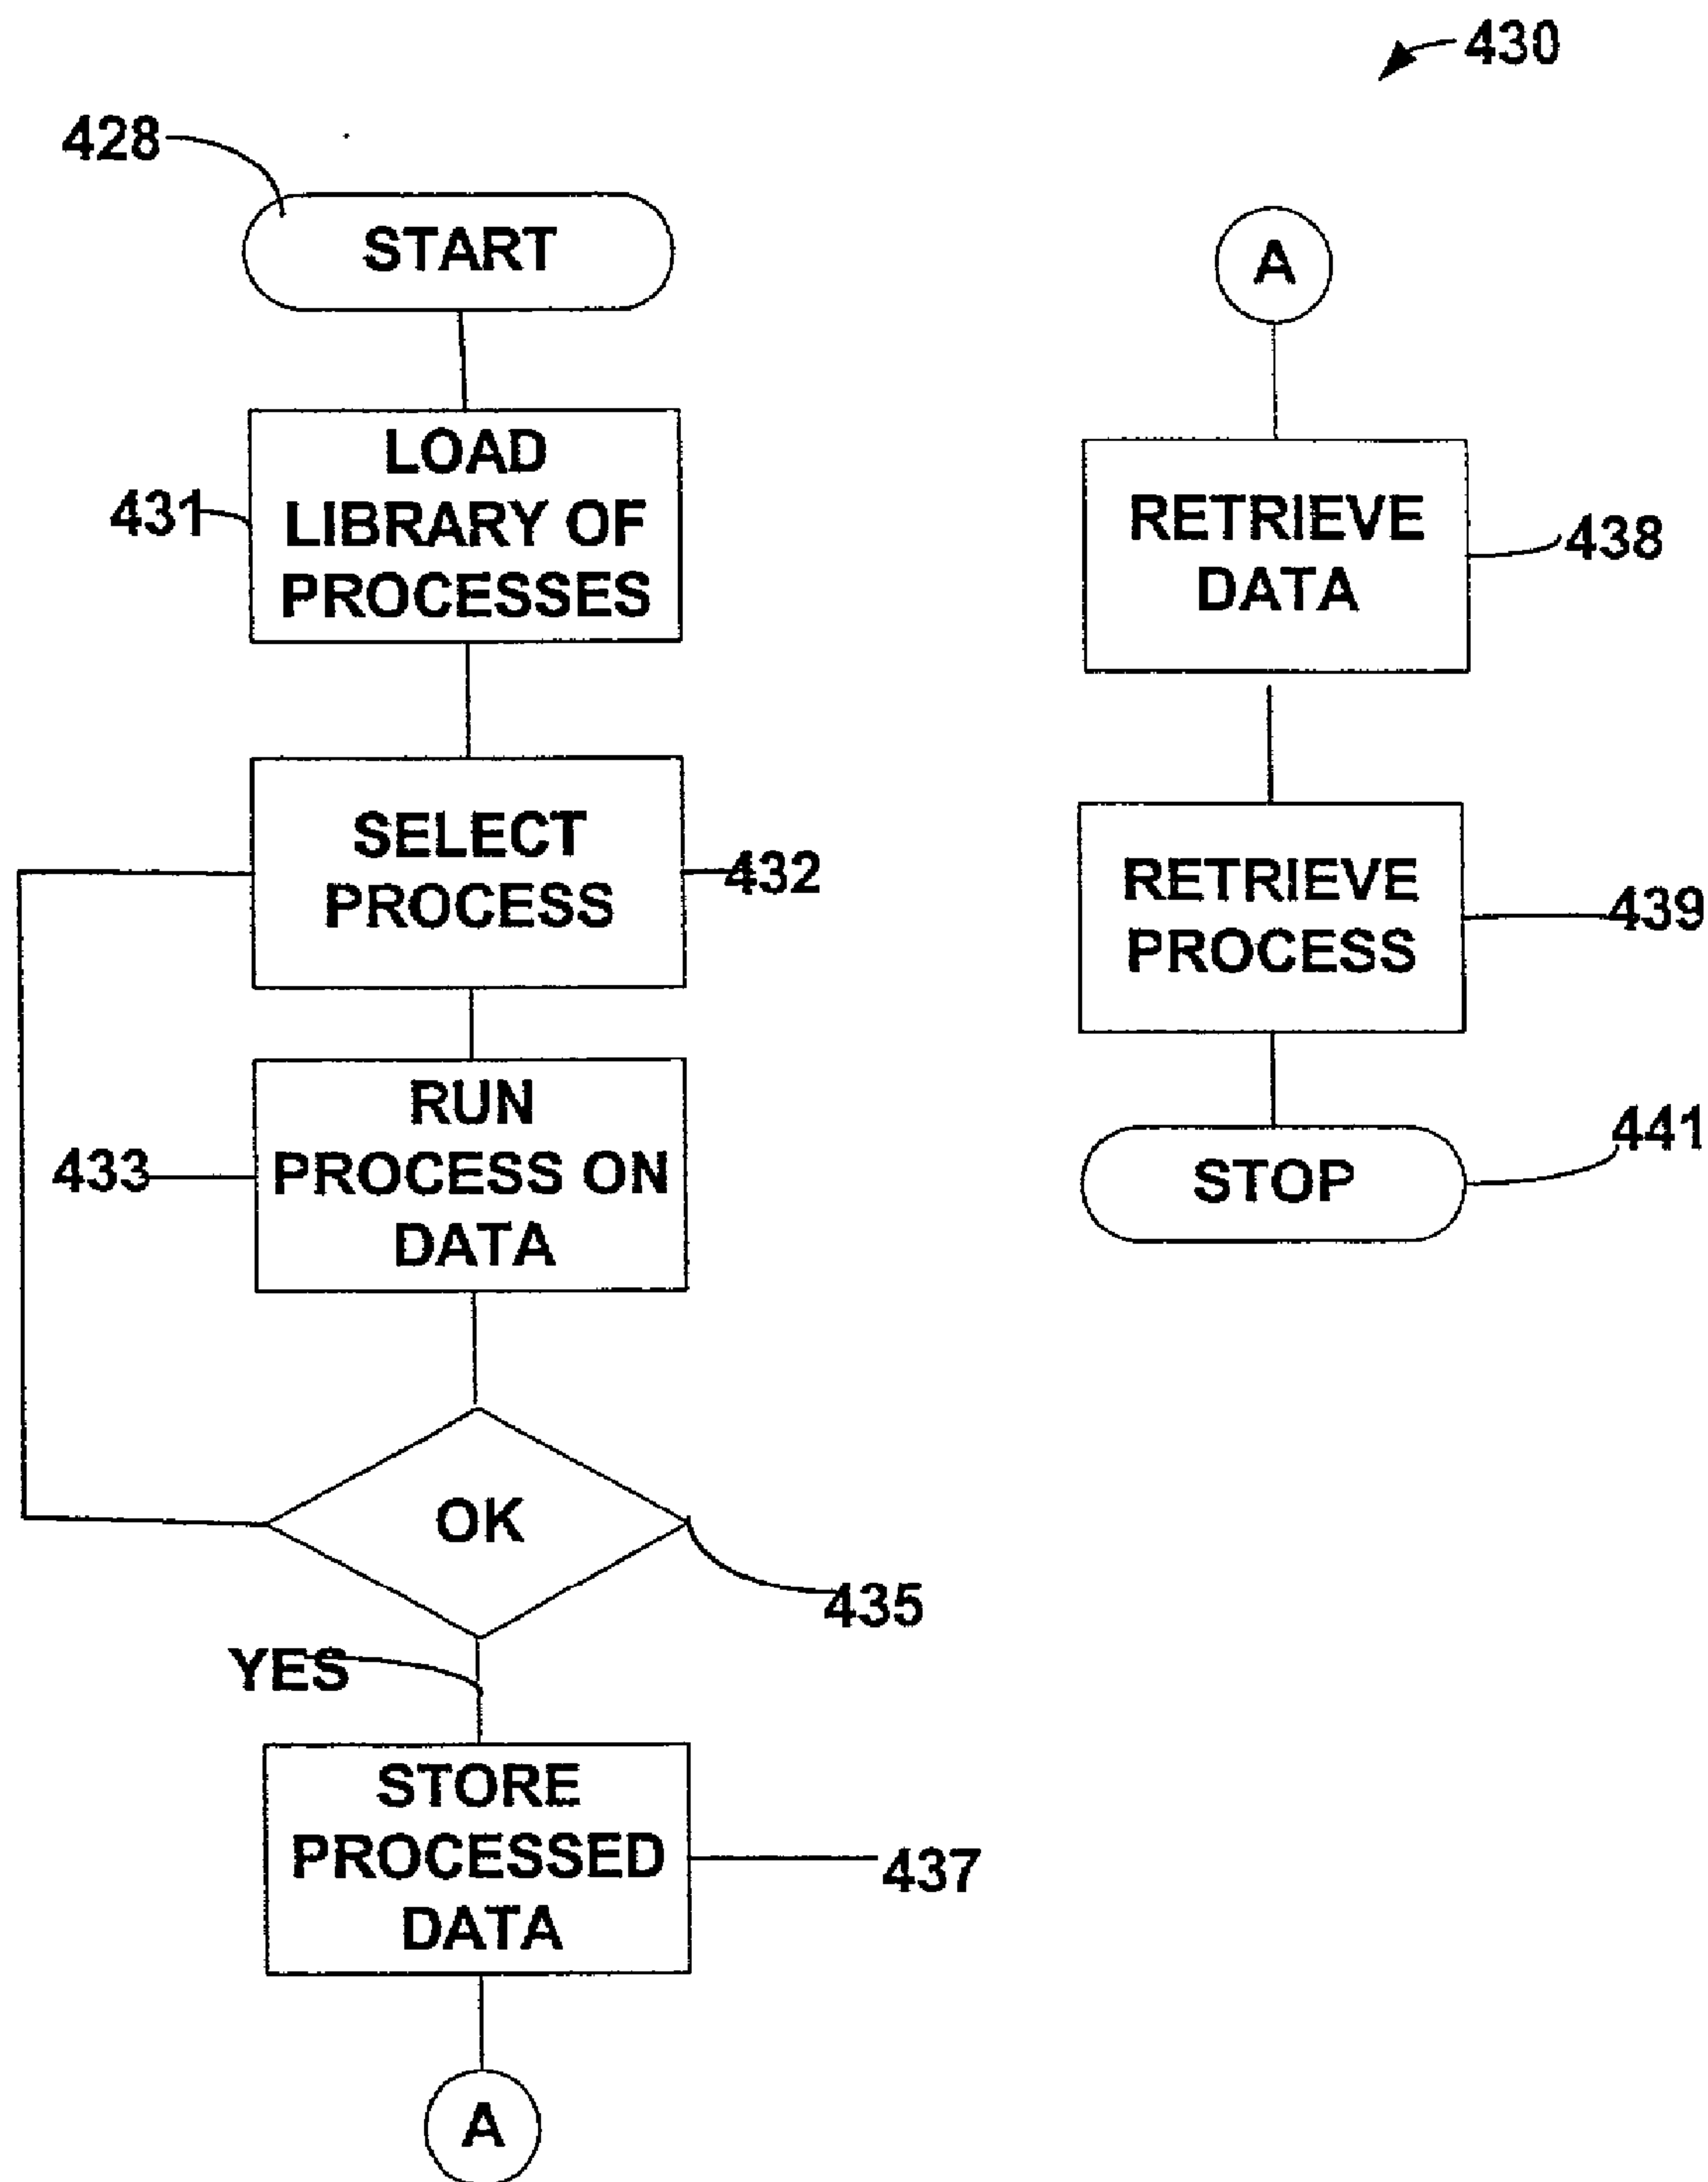 430
428
START
431
LOAD
LIBRARY OF
PROCESSES
SELECT
PROCESS
432
433
RUN
PROCESS ON
DATA
OK
435
YES
STORE
PROCESSED
DATA
437
A
A
RETRIEVE
DATA
438
RETRIEVE
PROCESS
439
STOP
441